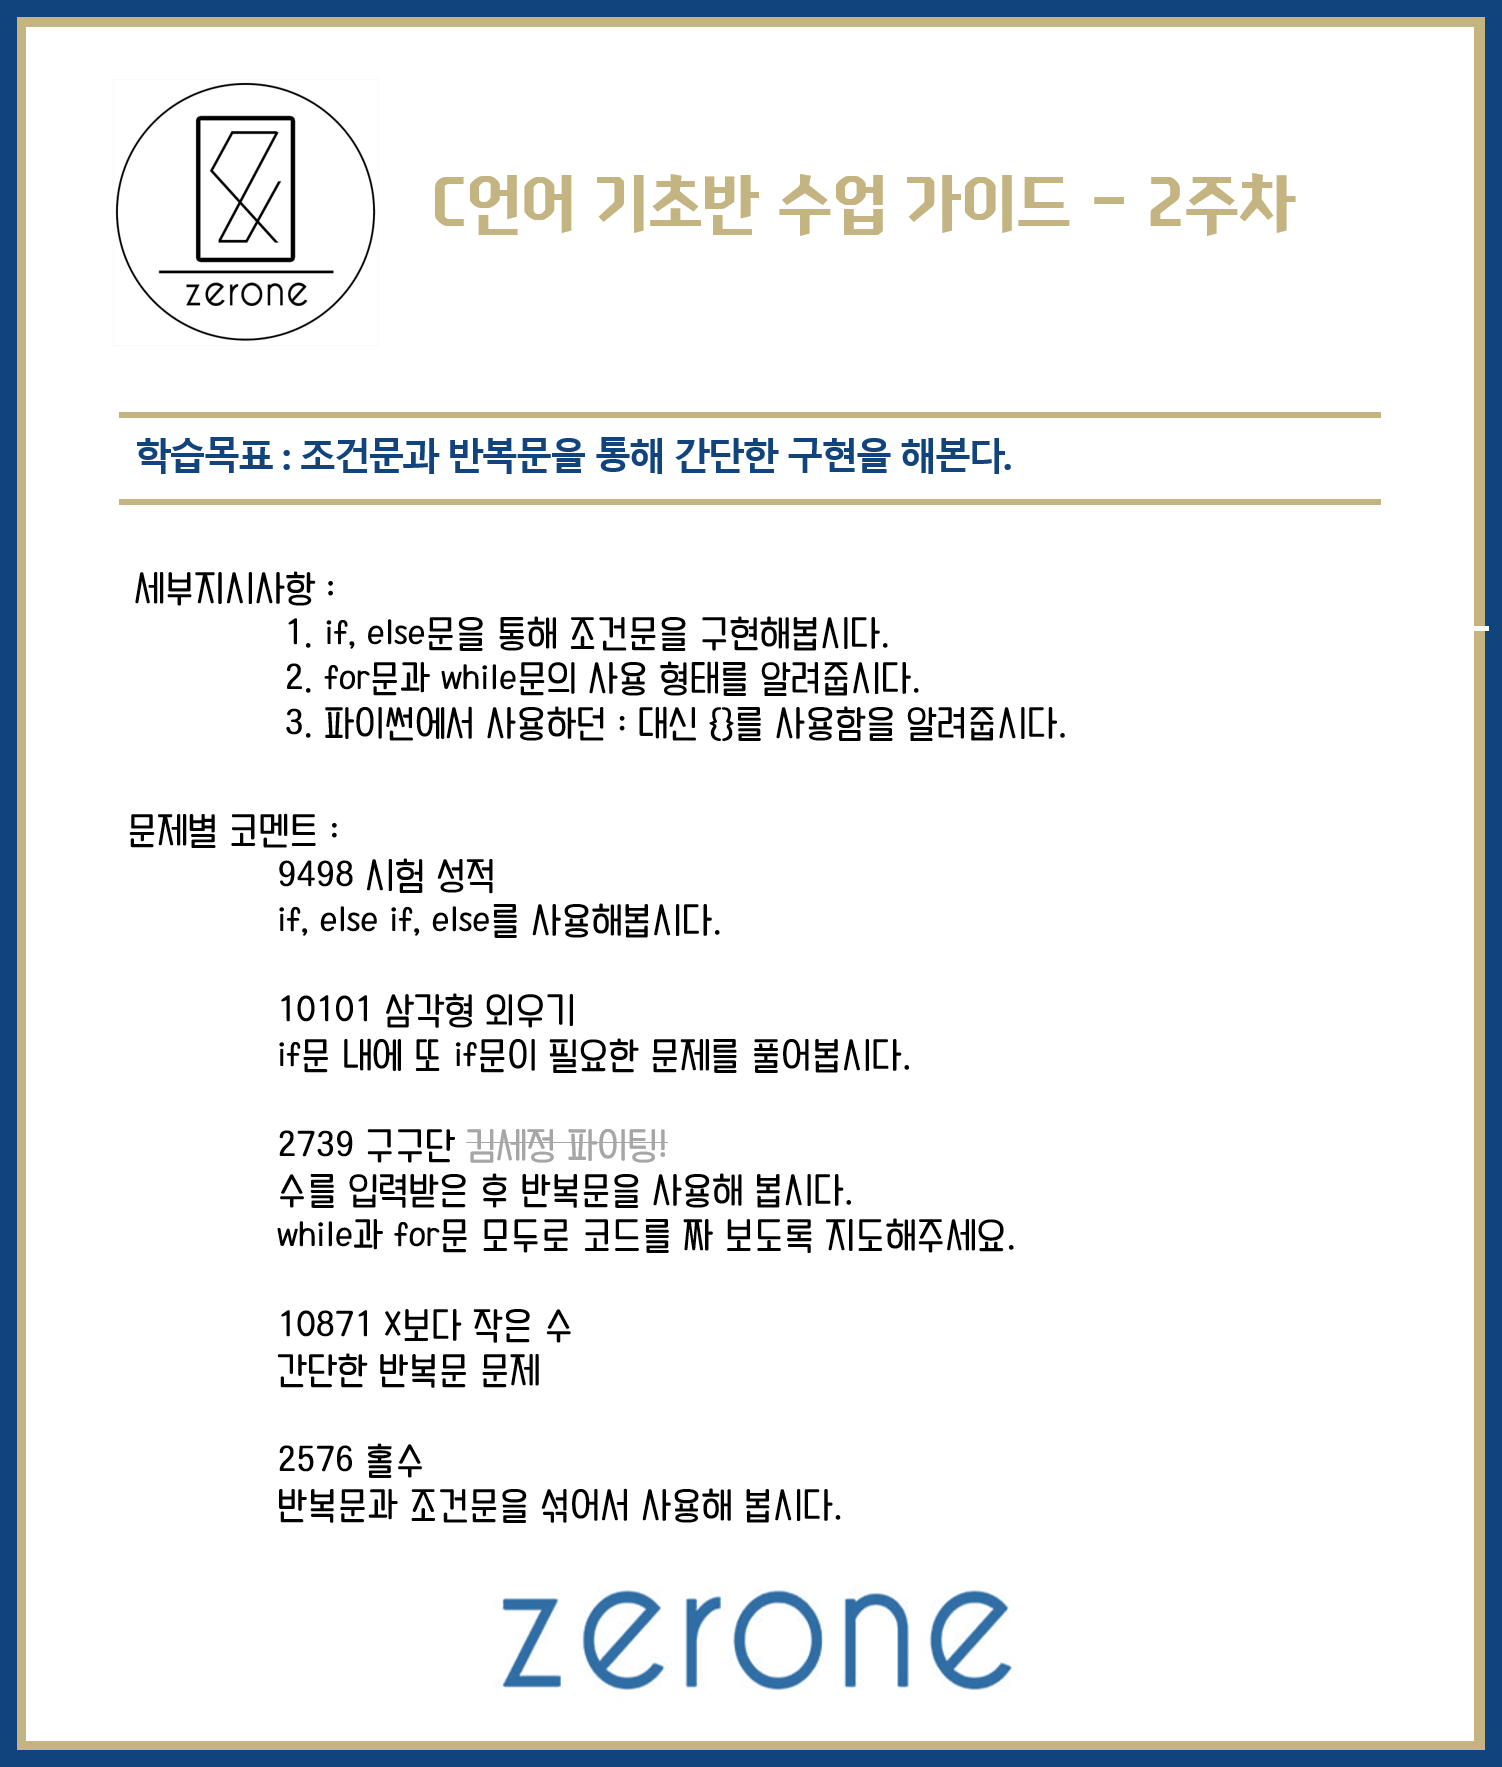 zerone
C언어 기초반 수업 가이드 - 2주차
학습목표 : 조건문과 반복문을 통해 간단한 구현을 해본다.
세부지시사항 :
1. if, else문을 통해 조건문을 구현해봅시다.
2. for문과 while문의 사용 형태를 알려줍시다.
3. 파이썬에서 사용하던 : 대신 {}를 사용함을 알려줍시다.
문제별 코멘트 :
9498 시험 성적
if, else if, else를 사용해봅시다.
10101 삼각형 외우기
if문 내에 또 if문이 필요한 문제를 풀어봅시다.
2739 구구단 김세정 파이팅!!
수를 입력받은 후 반복문을 사용해 봅시다.
while과 for문 모두로 코드를 짜 보도록 지도해주세요.
10871 X보다 작은 수
간단한 반복문 문제
2576 홀수
반복문과 조건문을 섞어서 사용해 봅시다.
zerone